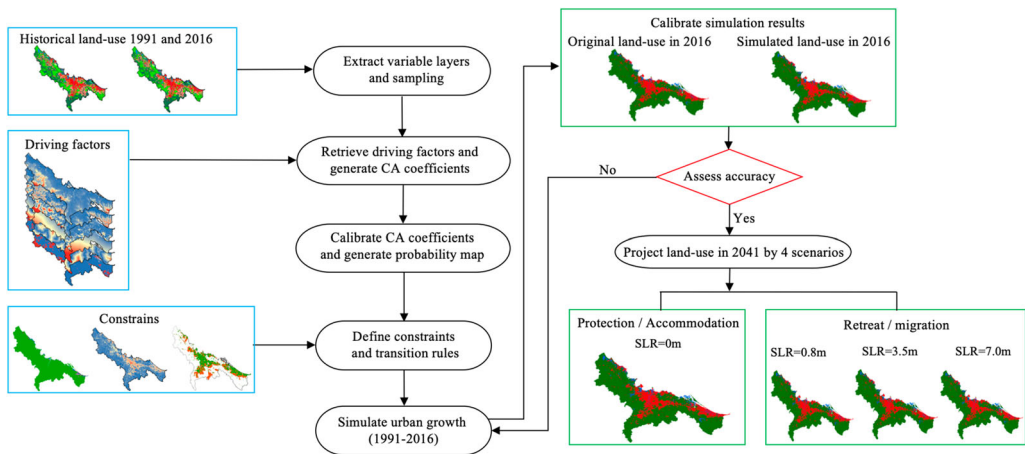 Historical land-use 1991 and 2016
Extract variable layers
and sampling
Driving factors
Retrieve driving factors and
generate CA coefficients
Calibrate CA coefficients
and generate probability map
Constrains
Define constraints
and transition rules
Simulate urban growth
(1991-2016)
Calibrate simulation results
Original land-use in 2016
Simulated land-use in 2016
Assess accuracy
No
Yes
Project land-use in 2041 by 4 scenarios
Protection / Accommodation
SLR=0m
Retreat / migration
SLR=0.8m
SLR=3.5m
SLR=7.0m